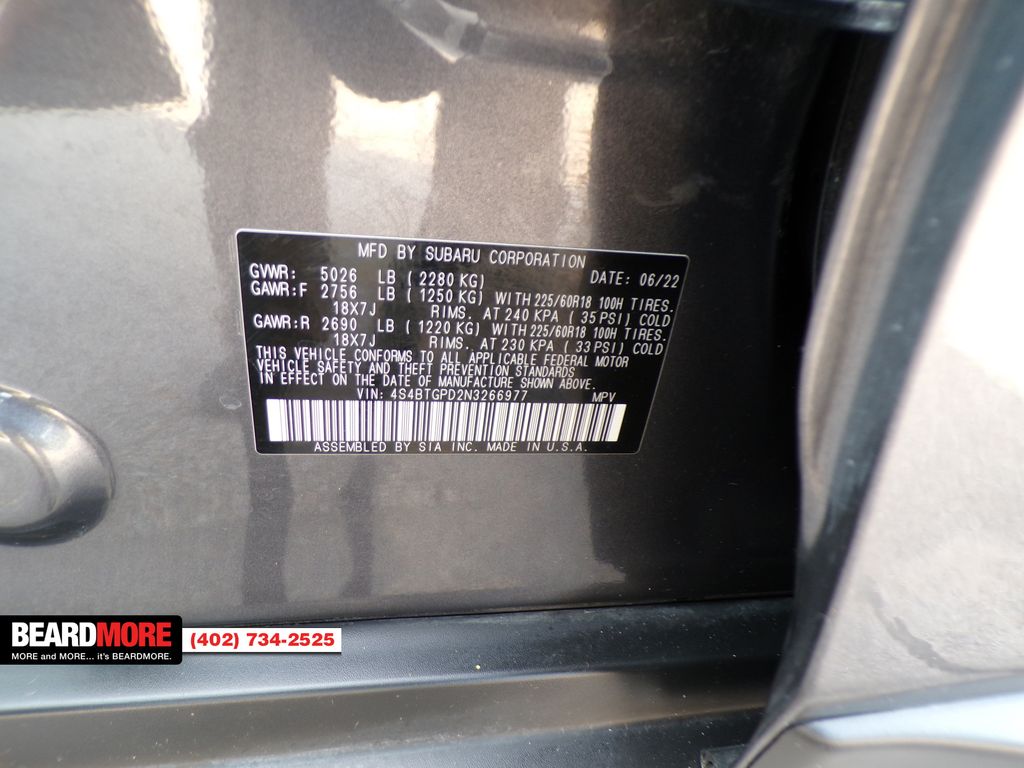 MFD BY SUBARU CORPORATION
GVWR: 5026 LB ( 2280 KG) DATE: 06/22
GAWR:F 2756 LB ( 1250 KG) WITH 225/60R18 100H TIRES.
18X7J RIMS. AT 240 KPA ( 35 PSI) COLD
GAWR:R 2690 LB ( 1220 KG) WITH 225/60R18 100H TIRES.
18X7J RIMS. AT 230 KPA ( 33 PSI) COLD
THIS VEHICLE CONFORMS TO ALL APPLICABLE FEDERAL MOTOR
VEHICLE SAFETY AND THEFT PREVENTION STANDARDS
IN EFFECT ON THE DATE OF MANUFACTURE SHOWN ABOVE.
VIN: 4S4BTGPD2N3266977 MPV
ASSEMBLED BY SIA INC. MADE IN U.S.A.
BEARDMORE (402) 734-2525
MORE and MORE... it's BEARDMORE.